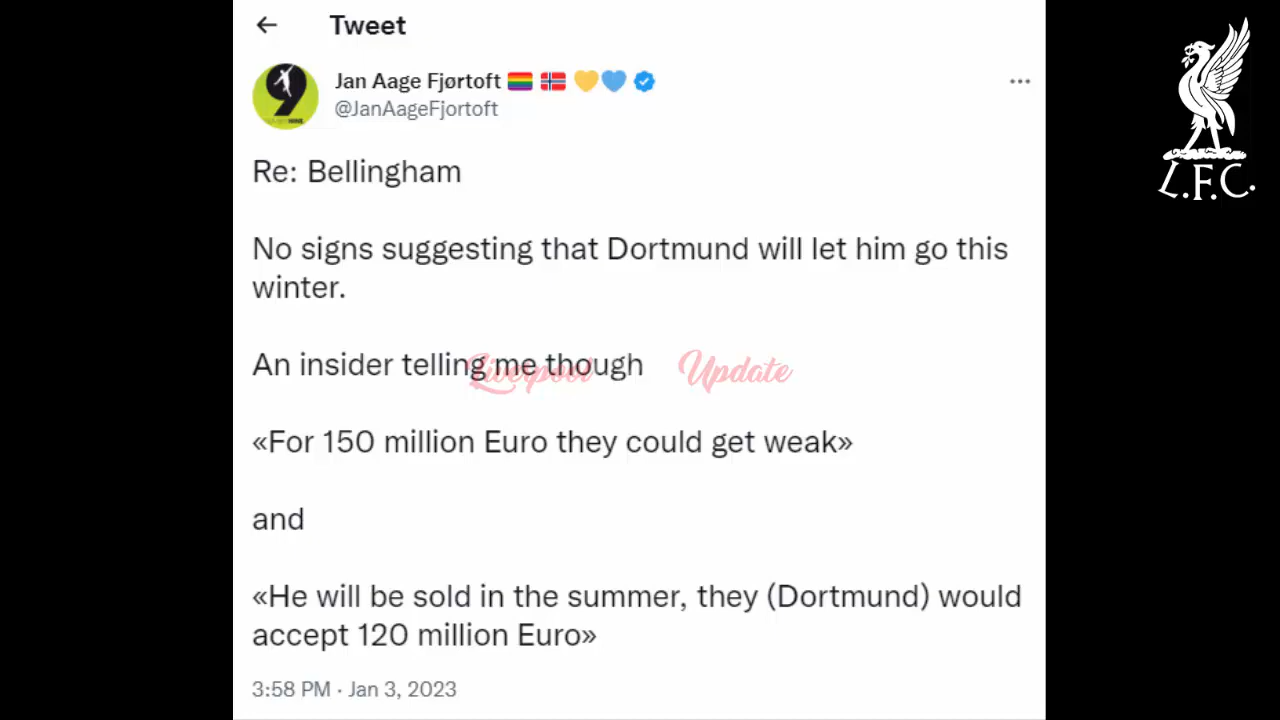 Tweet
Jan Aage Fjørtoft
@JanAageFjortoft
Re: Bellingham
No signs suggesting that Dortmund will let him go this
winter.
An insider telling me though
Liverpool Update
«For 150 million Euro they could get weak»
and
«He will be sold in the summer, they (Dortmund) would
accept 120 million Euro»
3:58 PM · Jan 3, 2023
L.F.C.